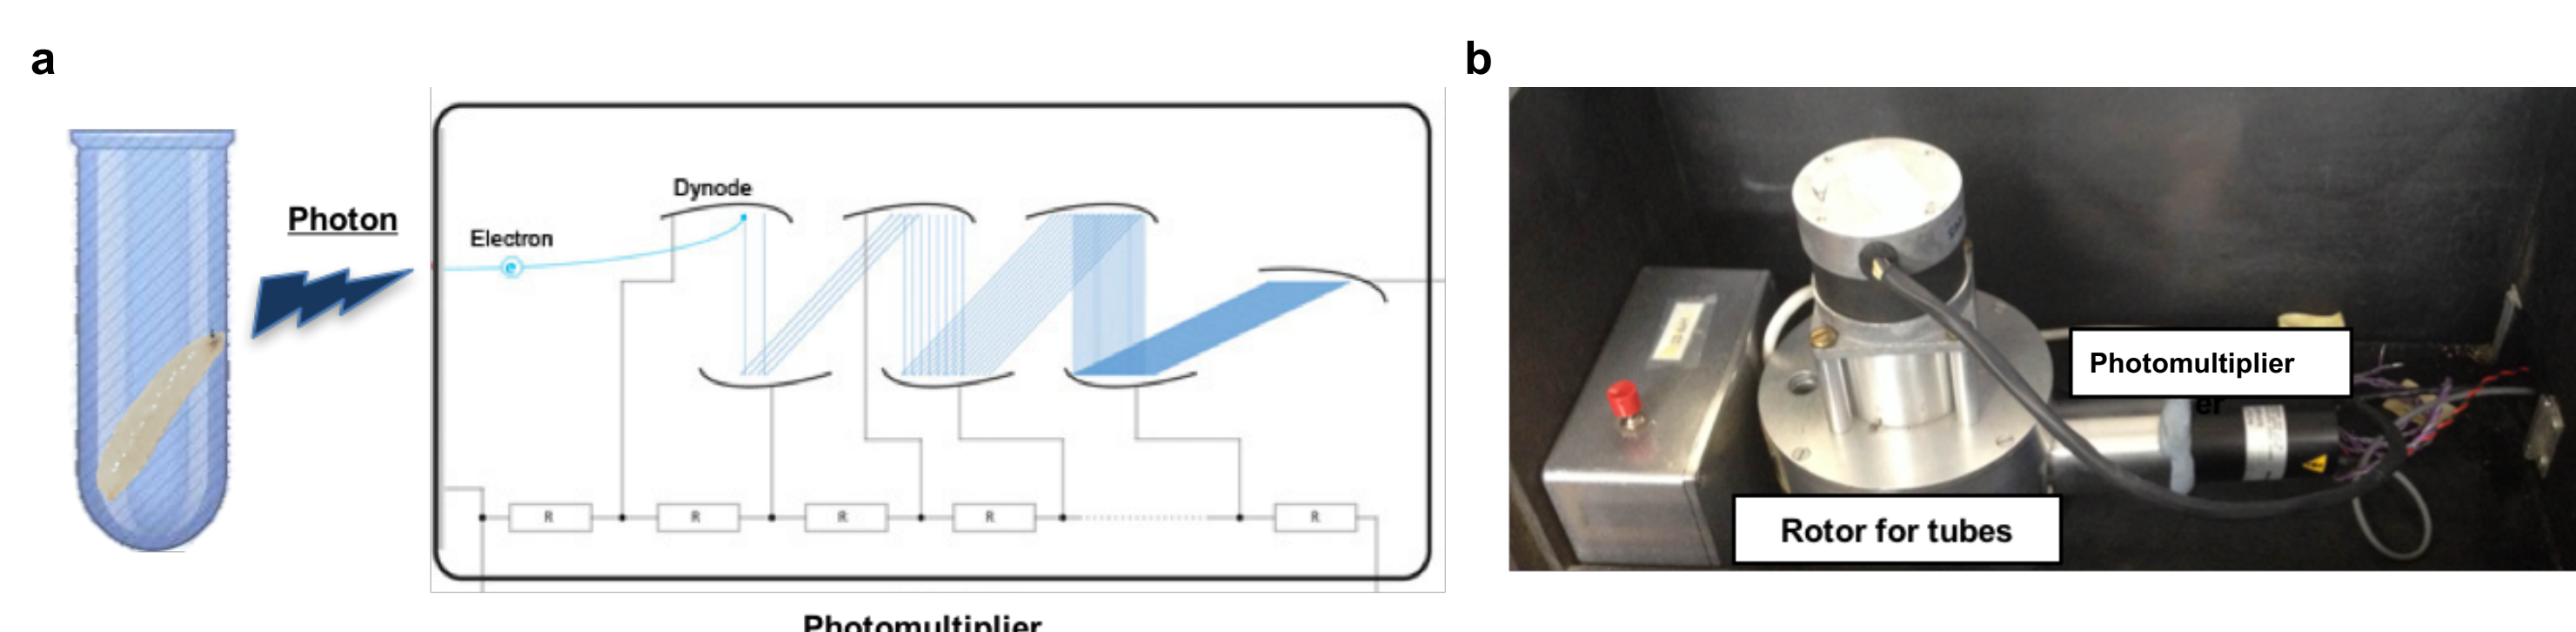 a
b
Photon
Dynode
Electron
R
R
R
R
R
Photomultiplier
Photomultiplier
er
Rotor for tubes